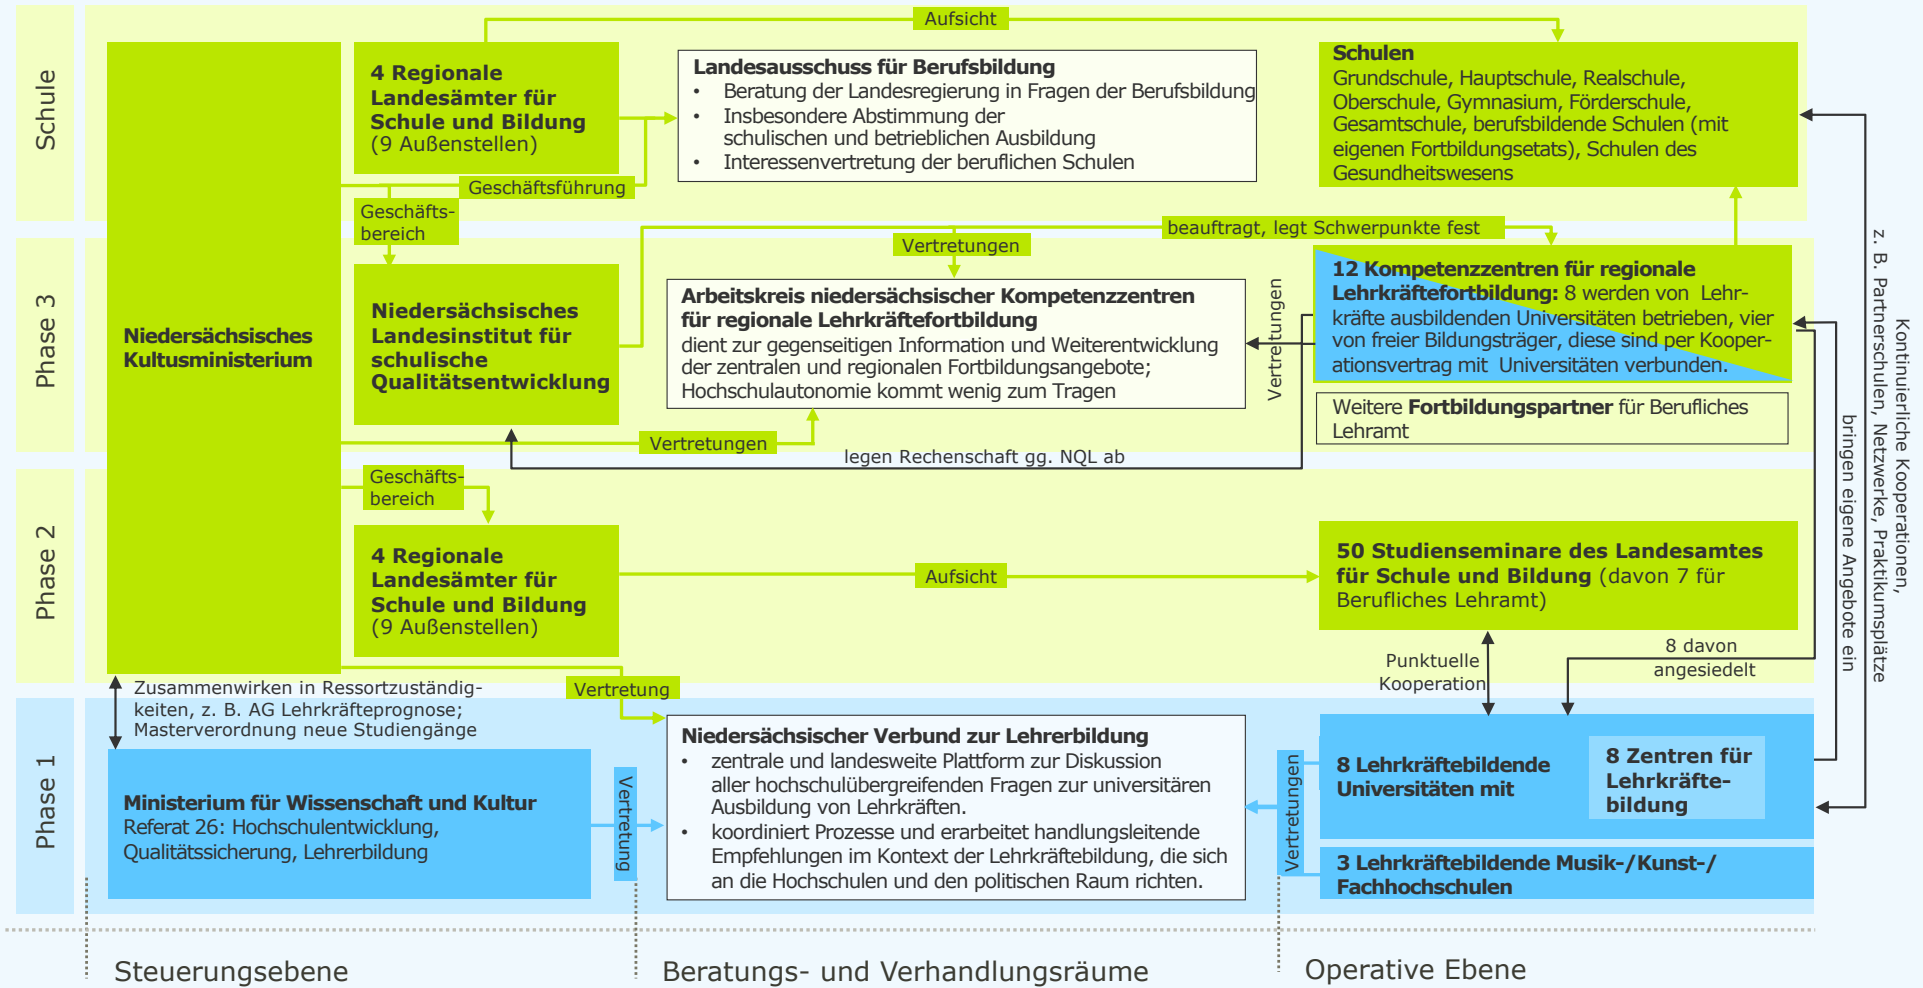 Aufsicht
Schule
4 Regionale
Landesämter für
Schule und Bildung
(9 Außenstellen)
Landesausschuss für Berufsbildung
• Beratung der Landesregierung in Fragen der Berufsbildung
• Insbesondere Abstimmung der
schulischen und betrieblichen Ausbildung
• Interessenvertretung der beruflichen Schulen
Schulen
Grundschule, Hauptschule, Realschule,
Oberschule, Gymnasium, Förderschule,
Gesamtschule, berufsbildende Schulen (mit
eigenen Fortbildungsetats), Schulen des
Gesundheitswesens
Geschäftsführung
Geschäfts-
bereich
Phase 3
Niedersächsisches
Kultusministerium
Niedersächsisches
Landesinstitut für
schulische
Qualitätsentwicklung
Vertretungen
beauftragt, legt Schwerpunkte fest
Arbeitskreis niedersächsischer Kompetenzzentren
für regionale Lehrkräftefortbildung
dient zur gegenseitigen Information und Weiterentwicklung
der zentralen und regionalen Fortbildungsangebote;
Hochschulautonomie kommt wenig zum Tragen
Vertretungen
12 Kompetenzzentren für regionale
Lehrkräftefortbildung: 8 werden von Lehr-
kräfte ausbildenden Universitäten betrieben, vier
von freier Bildungsträger, diese sind per Kooper-
ationsvertrag mit Universitäten verbunden.
Weitere Fortbildungspartner für Berufliches
Lehramt
Vertretungen
legen Rechenschaft gg. NQL ab
Kontinuierliche Kooperationen,
z. B. Partnerschulen, Netzwerke, Praktikumsplätze
bringen eigene Angebote ein
Phase 2
Geschäfts-
bereich
4 Regionale
Landesämter für
Schule und Bildung
(9 Außenstellen)
Aufsicht
50 Studienseminare des Landesamtes
für Schule und Bildung (davon 7 für
Berufliches Lehramt)
Punktuelle
Kooperation
8 davon
angesiedelt
Vertretung
Zusammenwirken in Ressortzuständig-
keiten, z. B. AG Lehrkräfteprognose;
Masterverordnung neue Studiengänge
Phase 1
Ministerium für Wissenschaft und Kultur
Referat 26: Hochschulentwicklung,
Qualitätssicherung, Lehrerbildung
Vertretung
Niedersächsischer Verbund zur Lehrerbildung
• zentrale und landesweite Plattform zur Diskussion
aller hochschulübergreifenden Fragen zur universitären
Ausbildung von Lehrkräften.
• koordiniert Prozesse und erarbeitet handlungsleitende
Empfehlungen im Kontext der Lehrkräftebildung, die sich
an die Hochschulen und den politischen Raum richten.
Vertretungen
8 Lehrkräftebildende
Universitäten mit
8 Zentren für
Lehrkräfte-
bildung
3 Lehrkräftebildende Musik-/Kunst-/
Fachhochschulen
Steuerungsebene
Beratungs- und Verhandlungsräume
Operative Ebene